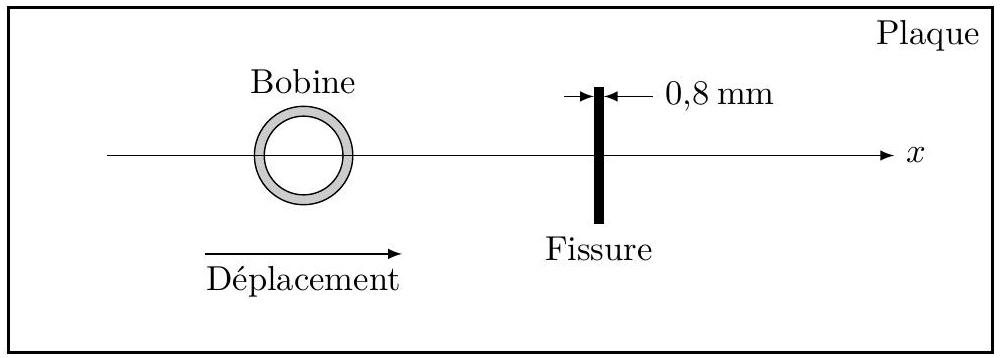 Plaque
Bobine
0,8 mm
x
Fissure
Déplacement